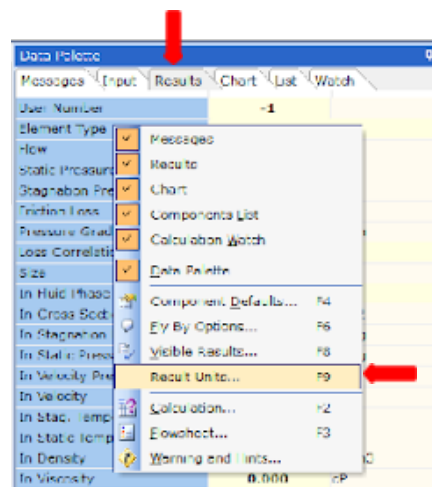 Data Palette
Messages Input Results Chart List Watch
User Number -1
Element Type
Flow
Static Pressure
Stagnation Pre
Friction Loss
Pressure Grad
Loss Correlatio
Size
In Fluid Phase
In Cross Secti
In Stagnation
In Static Press
In Velocity Pre
In Velocity
In Stag. Temp
In Static Temp
In Density
In Viscosity 0.000 cP
Messages
Results
Chart
Components List
Calculation Watch
Data Palette
Component Defaults... F4
Fly By Options... F6
Visible Results... F8
Result Units... F9
Calculation... F2
Flowsheet... F3
Warning and Hints...